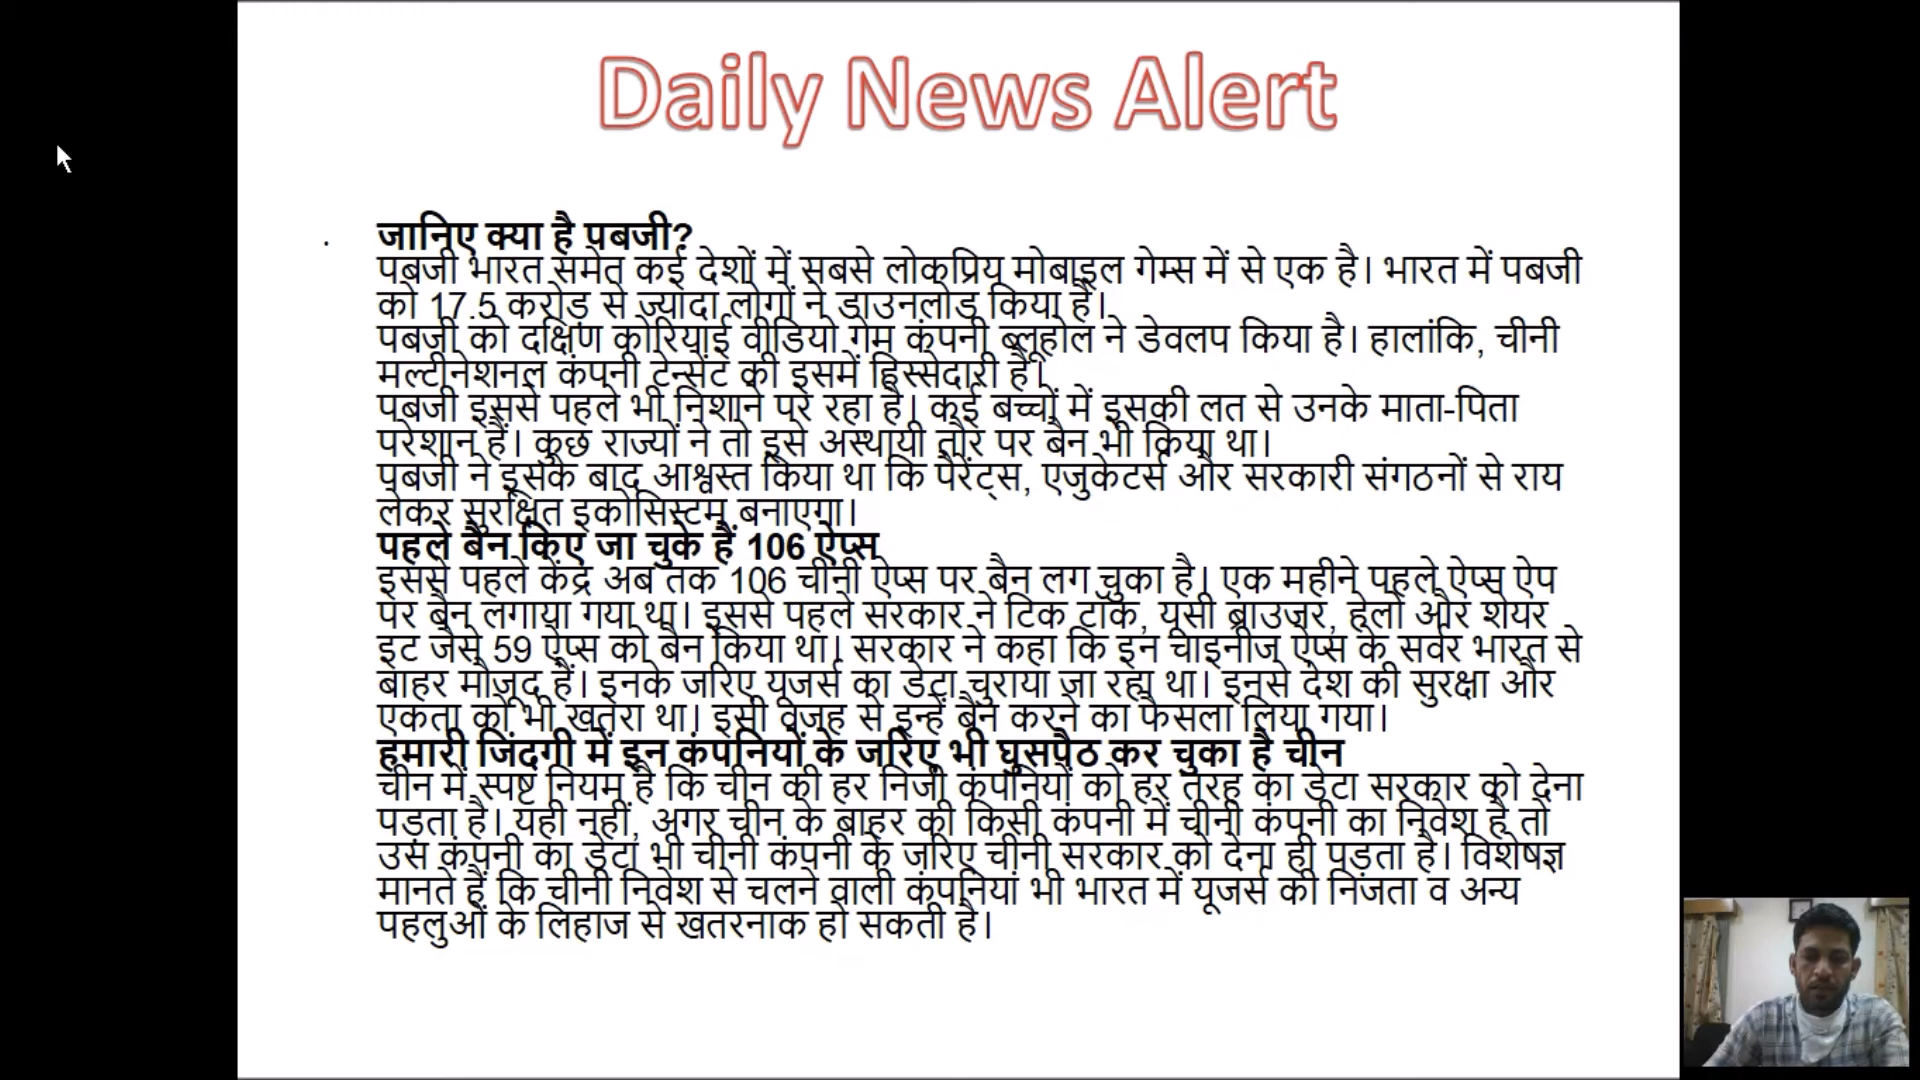 Daily News Alert
जानिए क्या है पबजी?
पबजी भारत समेत कई देशों में सबसे लोकप्रिय मोबाइल गेम्स में से एक है। भारत में पबजी
को 17.5 करोड़ से ज्यादा लोगों ने डाउनलोड किया है।
पबजी को दक्षिण कोरियाई वीडियो गेम कंपनी ब्लूहोल ने डेवलप किया है। हालांकि, चीनी
मल्टीनेशनल कंपनी टेन्सेंट की इसमें हिस्सेदारी है।
पबजी इससे पहले भी निशाने पर रहा है। कई बच्चों में इसकी लत से उनके माता-पिता
परेशान हैं। कुछ राज्यों ने तो इसे अस्थायी तौर पर बैन भी किया था।
पबजी ने इसके बाद आश्वस्त किया था कि पैरेंट्स, एजुकेटर्स और सरकारी संगठनों से राय
लेकर सुरक्षित इकोसिस्टम बनाएगा।
पहले बैन किए जा चुके हैं 106 ऐप्स
इससे पहले केंद्र अब तक 106 चीनी ऐप्स पर बैन लग चुका है। एक महीने पहले ऐप्स ऐप
पर बैन लगाया गया था। इससे पहले सरकार ने टिक टॉक, यूसी ब्राउजर, हेलो और शेयर
इट जैसे 59 ऐप्स को बैन किया था। सरकार ने कहा कि इन चाइनीज ऐप्स के सर्वर भारत से
बाहर मौजूद हैं। इनके जरिए यूजर्स का डेटा चुराया जा रहा था। इनसे देश की सुरक्षा और
एकता को भी खतरा था। इसी वजह से इन्हें बैन करने का फैसला लिया गया।
हमारी जिंदगी में इन कंपनियों के जरिए भी घुसपैठ कर चुका है चीन
चीन में स्पष्ट नियम है कि चीन की हर निजी कंपनियों को हर तरह का डेटा सरकार को देना
पड़ता है। यही नहीं, अगर चीन के बाहर की किसी कंपनी में चीनी कंपनी का निवेश है तो
उस कंपनी का डेटा भी चीनी कंपनी के जरिए चीनी सरकार को देना ही पड़ता है। विशेषज्ञ
मानते हैं कि चीनी निवेश से चलने वाली कंपनियां भी भारत में यूजर्स की निजता व अन्य
पहलुओं के लिहाज से खतरनाक हो सकती है।